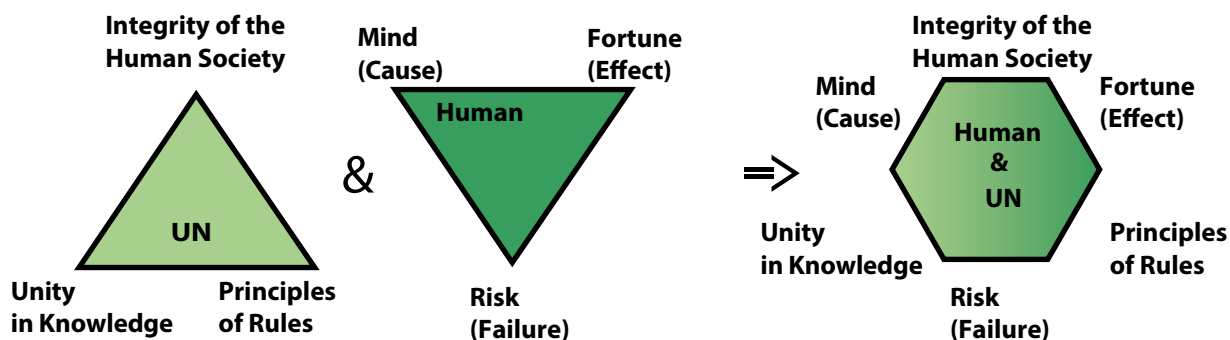 Integrity of the
Human Society
UN
Unity
in Knowledge
Principles
of Rules
&
Mind
(Cause)
Fortune
(Effect)
Human
Risk
(Failure)
Integrity of the
Human Society
Mind
(Cause)
Fortune
(Effect)
Human
&
UN
Unity
in Knowledge
Principles
of Rules
Risk
(Failure)